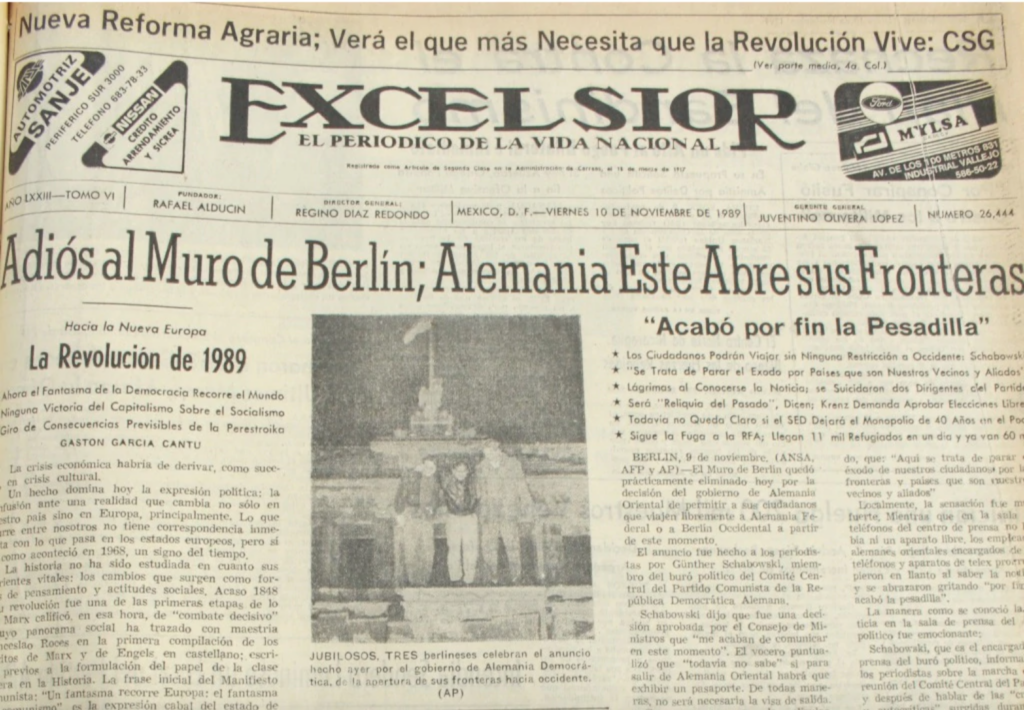 Nueva Reforma Agraria; Verá el que más Necesita que la Revolución Vive: CSG
(Ver parte media, 4a. Col.)
AUTOMOTRIZ
SANJE
PERIFERICO SUR 3000
TELEFONO 683-78-33
NISSAN
CREDITO
ARRENDAMIENTO
Y SICREA
EXCELSIOR
EL PERIODICO DE LA VIDA NACIONAL
Registrado como Artículo de Segunda Clase en la Administración de Correos, el 18 de marzo de 1917
Ford
MYLSA
AV. DE LOS 100 METROS 831
INDUSTRIAL VALLEJO
586-50-22
AÑO LXXIII—TOMO VI
FUNDADOR:
RAFAEL ALDUCIN
DIRECTOR GENERAL:
REGINO DIAZ REDONDO
MEXICO, D. F.—VIERNES 10 DE NOVIEMBRE DE 1989
GERENTE GENERAL:
JUVENTINO OLIVERA LOPEZ
NUMERO 26,444
Adiós al Muro de Berlín; Alemania Este Abre sus Fronteras
Hacia la Nueva Europa
La Revolución de 1989
Ahora el Fantasma de la Democracia Recorre el Mundo
Ninguna Victoria del Capitalismo Sobre el Socialismo
Giro de Consecuencias Previsibles de la Perestroika
GASTON GARCIA CANTU
La crisis económica habría de derivar, como
en crisis cultural.
Un hecho domina hoy la expresión política: la
ante una realidad que cambia no sólo en
país sino en Europa, principalmente. Lo que
entre nosotros no tiene correspondencia
con lo que pasa en los estados europeos, pero sí
como aconteció en 1968, un signo del tiempo.
La historia no ha sido estudiada en cuanto sus
vitales: los cambios que surgen como
de pensamiento y actitudes sociales. Acaso 1848
revolución fue una de las primeras etapas de lo
Marx calificó, en esa hora, de "combate decisivo"
panorama social ha trazado con maestría
Roces en la primera compilación de los
de Marx y de Engels en castellano;
previos a la formulación del papel de la clase
en la Historia. La frase inicial del Manifiesto
"Un fantasma recorre Europa: el fantasma
es la expresión cabal del estado de
JUBILOSOS, TRES berlineses celebran el anuncio
hecho ayer, por el gobierno de Alemania Democrá-
tica, de la apertura de sus fronteras hacia occidente.
(AP)
"Acabó por fin la Pesadilla"
★ Los Ciudadanos Podrán Viajar sin Ninguna Restricción a Occidente: Schabowsk
★ "Se Trata de Parar el Exodo por Países que son Nuestros Vecinos y Aliados"
★ Lágrimas al Conocerse la Noticia; se Suicidaron dos Dirigentes del Partido
★ Será "Reliquia del Pasado", Dicen; Krenz Demanda Aprobar Elecciones Libre
★ Todavía no Queda Claro si el SED Dejará el Monopolio de 40 Años en el Pod
★ Sigue la Fuga a la RFA; Llegan 11 mil Refugiados en un día y ya van 60 m
BERLIN, 9 de noviembre. (ANSA,
AFP y AP)—El Muro de Berlín quedó
prácticamente eliminado hoy por la
decisión del gobierno de Alemania
Oriental de permitir a sus ciudadanos
que viajen libremente a Alemania Fe-
deral o a Berlín Occidental a partir
de este momento.
El anuncio fue hecho a los periodis-
tas por Günther Schabowski, miem-
bro del buró político del Comité Cen-
tral del Partido Comunista de la Re-
pública Democrática Alemana.
Schabowski dijo que fue una deci-
sión aprobada por el Consejo de Mi-
nistros que "me acaban de comunicar
en este momento". El vocero puntua-
lizó que "todavía no sabe" si para
salir de Alemania Oriental habrá que
exhibir un pasaporte. De todas mane-
ras, no será necesaria la visa de salida.
do, que: "Aquí se trata de parar
éxodo de nuestros ciudadanos por
fronteras y países que son nuestr
vecinos y aliados"
Localmente, la sensación fue m
fuerte. Mientras que en la sala
teléfonos del centro de prensa no
bía ni un aparato libre, los emplea
alemanes orientales encargados de
teléfonos y aparatos de telex prorr
pieron en llanto al saber la noti
y se abrazaron gritando "por fin
acabó la pesadilla".
La manera como se conoció la
ticia en la sala de prensa del
político fue emocionante:
Schabowski, que es el encargad
prensa del buró político, informa
los periodistas sobre la marcha
reunión del Comité Central del Pa
y después de hablar de las